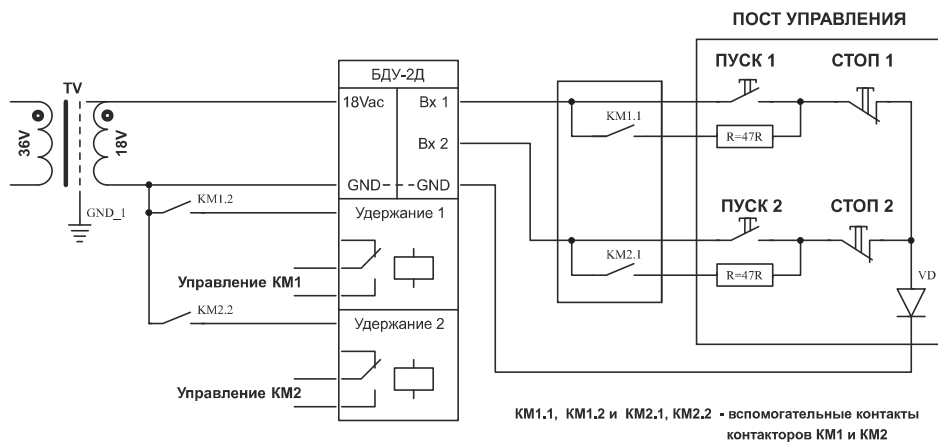 ПОСТ УПРАВЛЕНИЯ
TV
36V
18V
GND_1
БДУ-2Д
18Vac
Вх 1
Вх 2
GND
GND
KM1.2
Удержание 1
Управление КМ1
KM2.2
Удержание 2
Управление КМ2
KM1.1
ПУСК 1
СТОП 1
R=47R
KM2.1
ПУСК 2
СТОП 2
R=47R
VD
КМ1.1, КМ1.2 и КМ2.1, КМ2.2 - вспомогательные контакты
контакторов КМ1 и КМ2